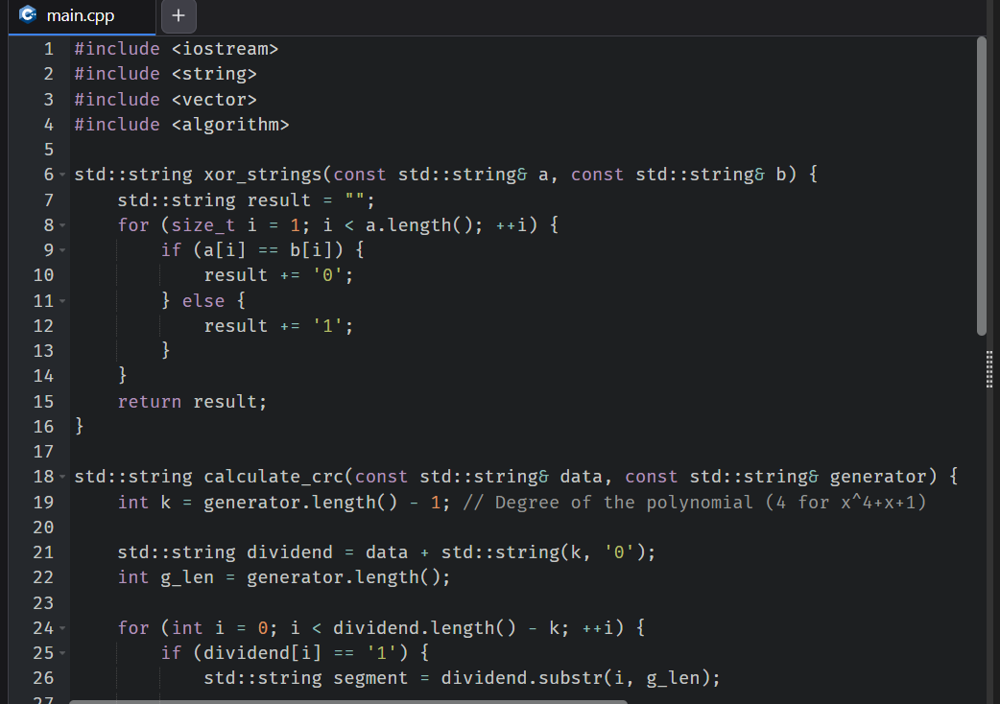 main.cpp +
1 #include <iostream>
2 #include <string>
3 #include <vector>
4 #include <algorithm>
5
6 std::string xor_strings(const std::string& a, const std::string& b) {
7     std::string result = "";
8     for (size_t i = 1; i < a.length(); ++i) {
9         if (a[i] == b[i]) {
10             result += '0';
11         } else {
12             result += '1';
13         }
14     }
15     return result;
16 }
17
18 std::string calculate_crc(const std::string& data, const std::string& generator) {
19     int k = generator.length() - 1; // Degree of the polynomial (4 for x^4+x+1)
20
21     std::string dividend = data + std::string(k, '0');
22     int g_len = generator.length();
23
24     for (int i = 0; i < dividend.length() - k; ++i) {
25         if (dividend[i] == '1') {
26             std::string segment = dividend.substr(i, g_len);
27